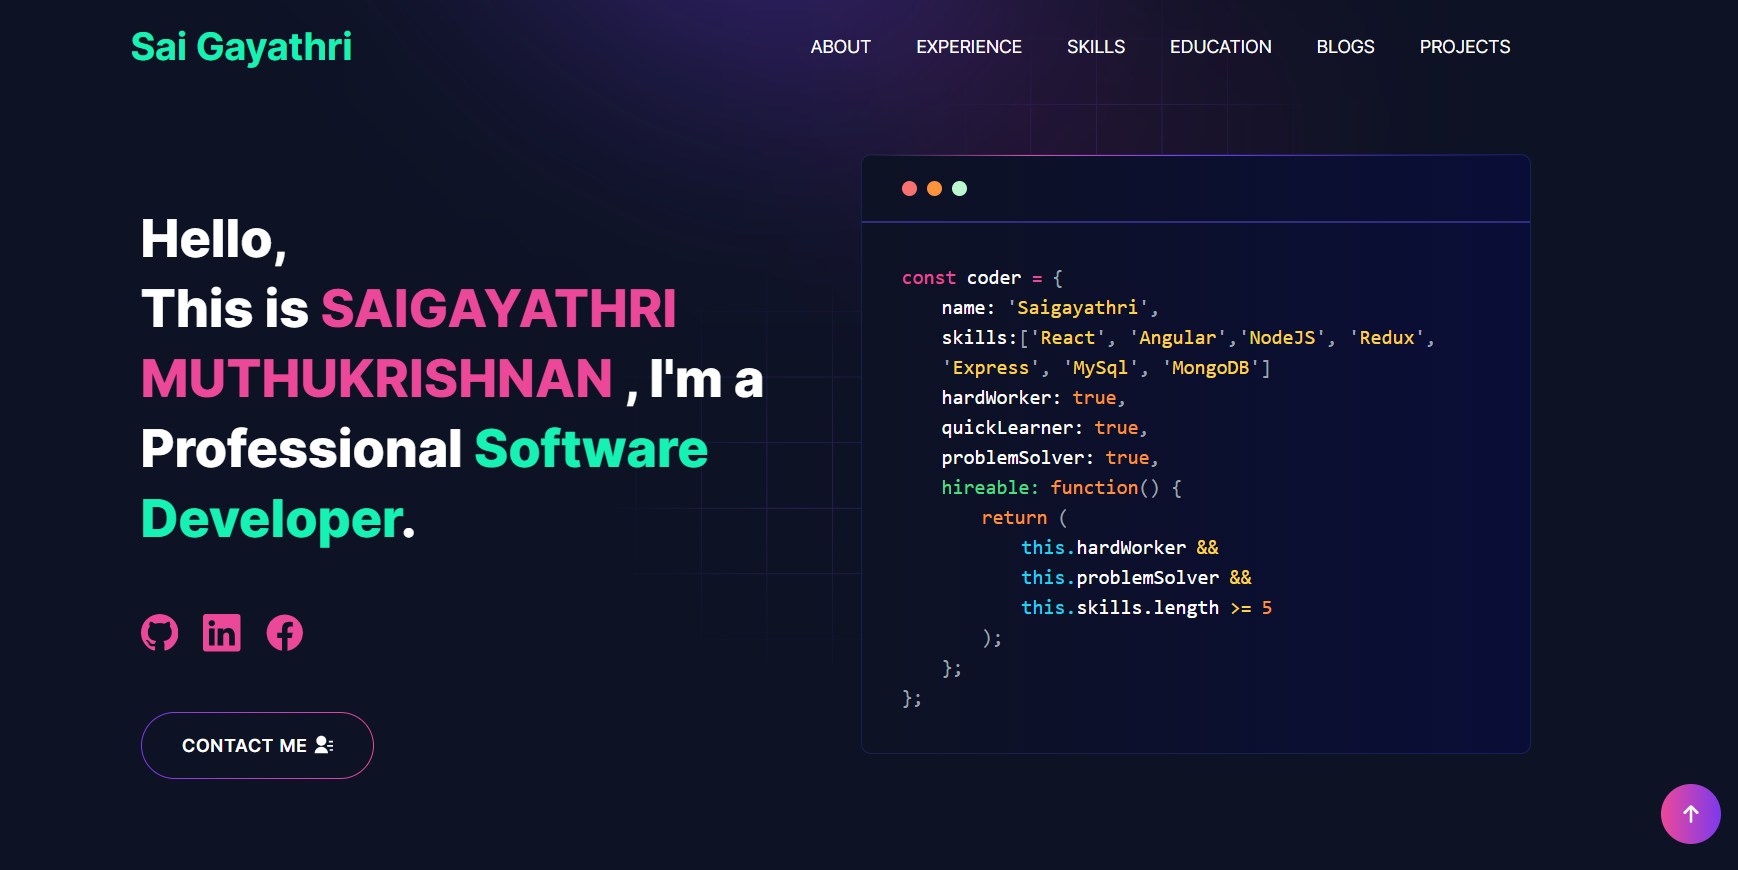 Sai Gayathri
ABOUT EXPERIENCE SKILLS EDUCATION BLOGS PROJECTS
Hello,
This is SAIGAYATHRI
MUTHUKRISHNAN , I'm a
Professional Software
Developer.
CONTACT ME
const coder = {
name: 'Saigayathri',
skills:['React', 'Angular','NodeJS', 'Redux',
'Express', 'MySql', 'MongoDB']
hardWorker: true,
quickLearner: true,
problemSolver: true,
hireable: function() {
return (
this.hardWorker &&
this.problemSolver &&
this.skills.length >= 5
);
};
};